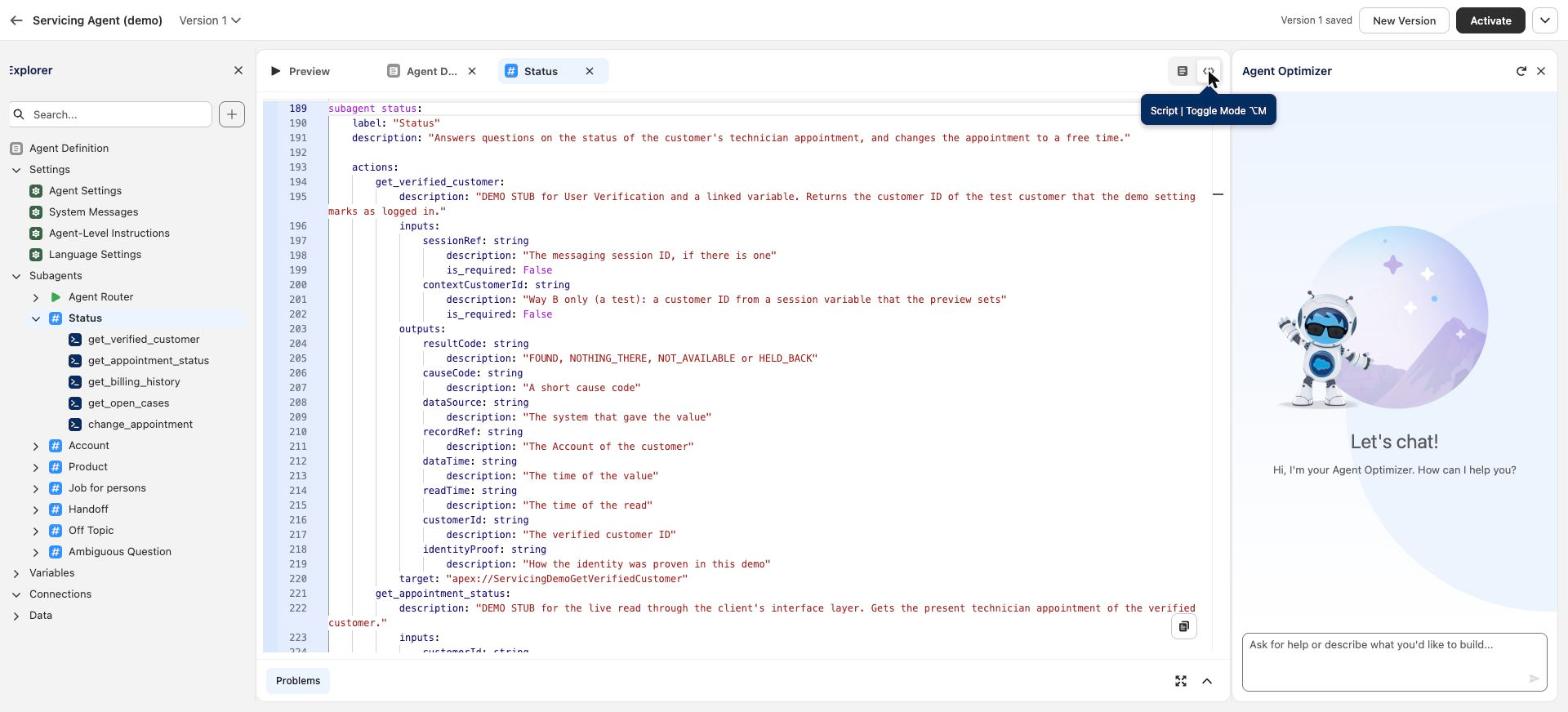 Servicing Agent (demo)
Version 1
Version 1 saved
New Version
Activate
Explorer
Search...
Agent Definition
Settings
Agent Settings
System Messages
Agent-Level Instructions
Language Settings
Subagents
Agent Router
Status
get_verified_customer
get_appointment_status
get_billing_history
get_open_cases
change_appointment
Account
Product
Job for persons
Handoff
Off Topic
Ambiguous Question
Variables
Connections
Data
Preview
Agent D...
Status
Script | Toggle Mode ⌥M
189 subagent status:
190 label: "Status"
191 description: "Answers questions on the status of the customer's technician appointment, and changes the appointment to a free time."
192
193 actions:
194 get_verified_customer:
195 description: "DEMO STUB for User Verification and a linked variable. Returns the customer ID of the test customer that the demo setting
marks as logged in."
196 inputs:
197 sessionRef: string
198 description: "The messaging session ID, if there is one"
199 is_required: False
200 contextCustomerId: string
201 description: "Way B only (a test): a customer ID from a session variable that the preview sets"
202 is_required: False
203 outputs:
204 resultCode: string
205 description: "FOUND, NOTHING_THERE, NOT_AVAILABLE or HELD_BACK"
206 causeCode: string
207 description: "A short cause code"
208 dataSource: string
209 description: "The system that gave the value"
210 recordRef: string
211 description: "The Account of the customer"
212 dataTime: string
213 description: "The time of the value"
214 readTime: string
215 description: "The time of the read"
216 customerId: string
217 description: "The verified customer ID"
218 identityProof: string
219 description: "How the identity was proven in this demo"
220 target: "apex://ServicingDemoGetVerifiedCustomer"
221 get_appointment_status:
222 description: "DEMO STUB for the live read through the client's interface layer. Gets the present technician appointment of the verified
customer."
223 inputs:
224 customerId: string
Problems
Agent Optimizer
Let's chat!
Hi, I'm your Agent Optimizer. How can I help you?
Ask for help or describe what you'd like to build...